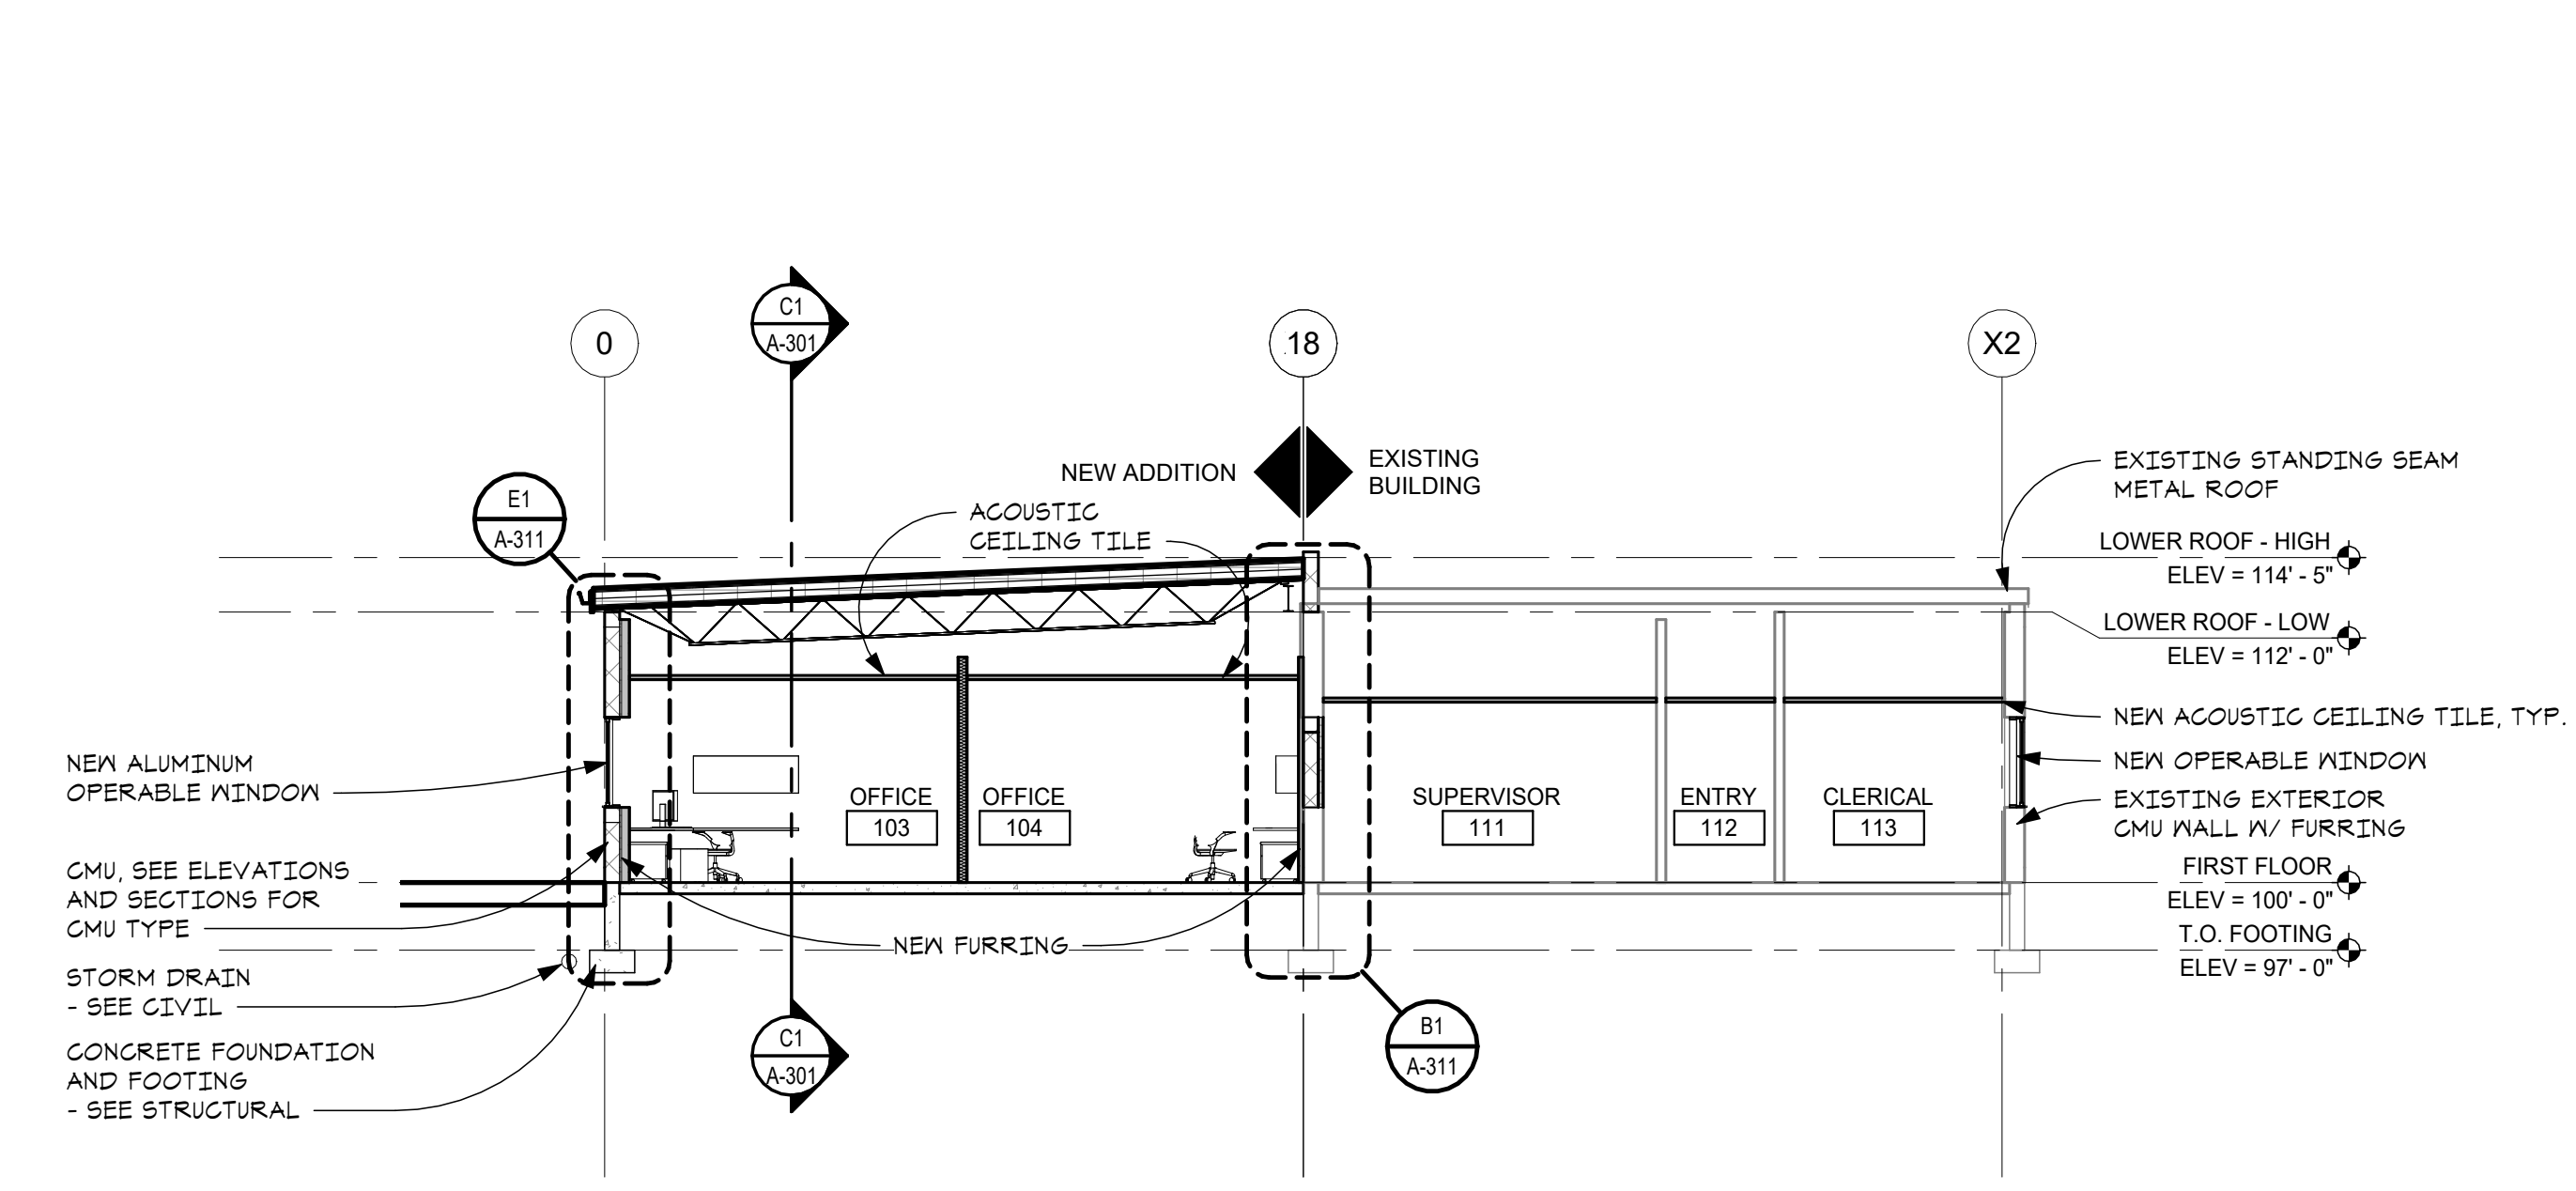 C1
A-301
0
.18
X2
NEW ADDITION
EXISTING
BUILDING
EXISTING STANDING SEAM
METAL ROOF
E1
A-311
ACOUSTIC
CEILING TILE
LOWER ROOF - HIGH
ELEV = 114' - 5"
LOWER ROOF - LOW
ELEV = 112' - 0"
NEW ACOUSTIC CEILING TILE, TYP.
NEW OPERABLE WINDOW
EXISTING EXTERIOR
CMU WALL W/ FURRING
NEW ALUMINUM
OPERABLE WINDOW
OFFICE
103
OFFICE
104
SUPERVISOR
111
ENTRY
112
CLERICAL
113
CMU, SEE ELEVATIONS
AND SECTIONS FOR
CMU TYPE
FIRST FLOOR
ELEV = 100' - 0"
NEW FURRING
T.O. FOOTING
ELEV = 97' - 0"
STORM DRAIN
- SEE CIVIL
CONCRETE FOUNDATION
AND FOOTING
- SEE STRUCTURAL
C1
A-301
B1
A-311